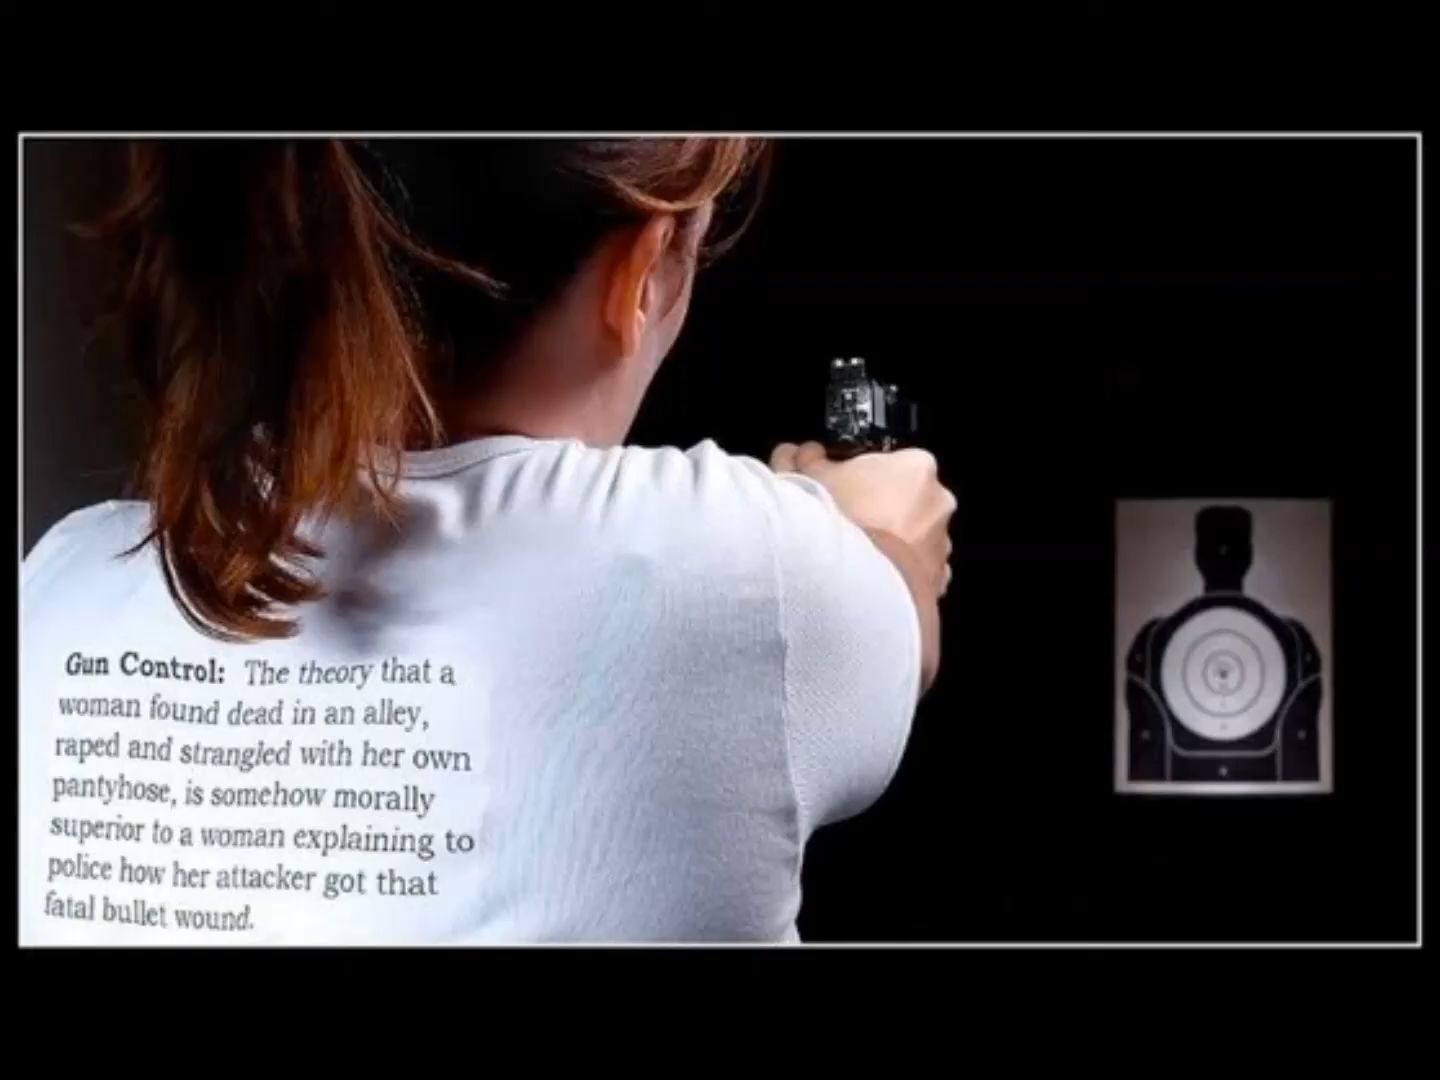 Gun Control: The theory that a
woman found dead in an alley,
raped and strangled with her own
pantyhose, is somehow morally
superior to a woman explaining to
police how her attacker got that
fatal bullet wound.